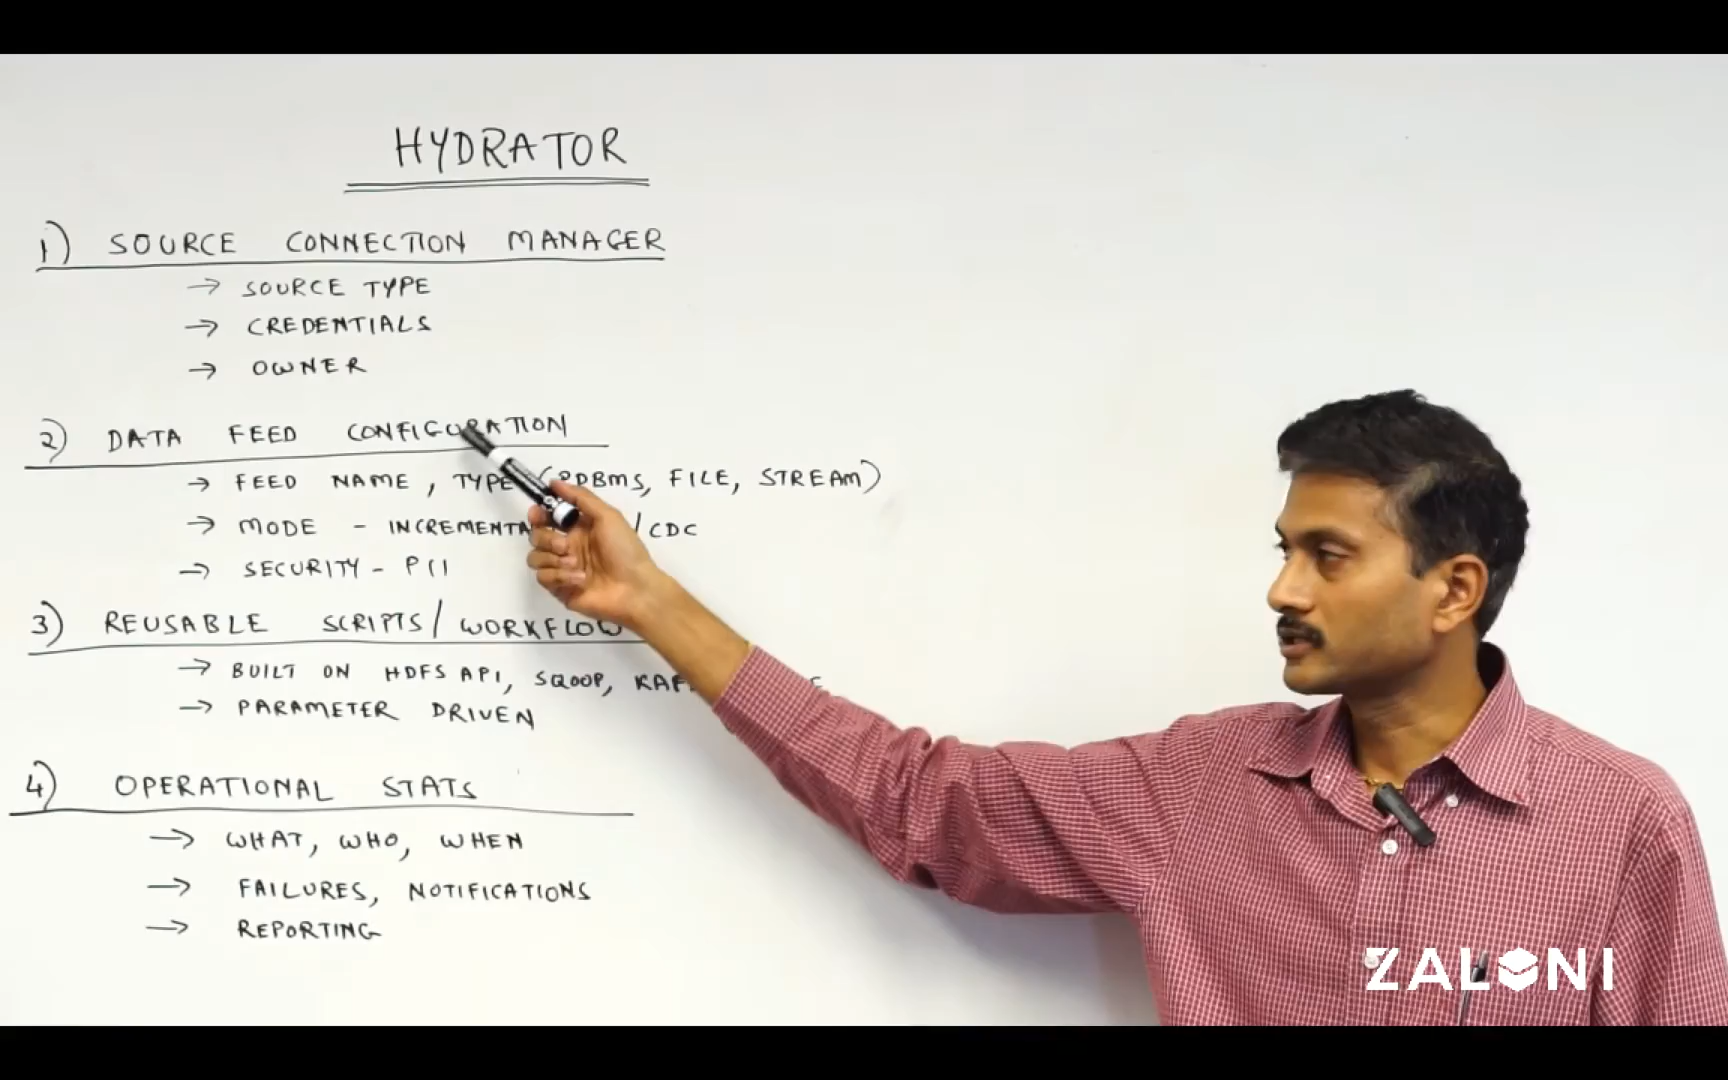 HYDRATOR
1) SOURCE CONNECTION MANAGER
→ SOURCE TYPE
→ CREDENTIALS
→ OWNER
2) DATA FEED CONFIGURATION
→ FEED NAME, TYPE (RDBMS, FILE, STREAM)
→ MODE - INCREMENTA /CDC
→ SECURITY - PCI
3) REUSABLE SCRIPTS/ WORKFLOW
→ BUILT ON HDFS API, SQOOP,
→ PARAMETER DRIVEN
4) OPERATIONAL STATS
→ WHAT, WHO, WHEN
→ FAILURES, NOTIFICATIONS
→ REPORTING
ZALONI